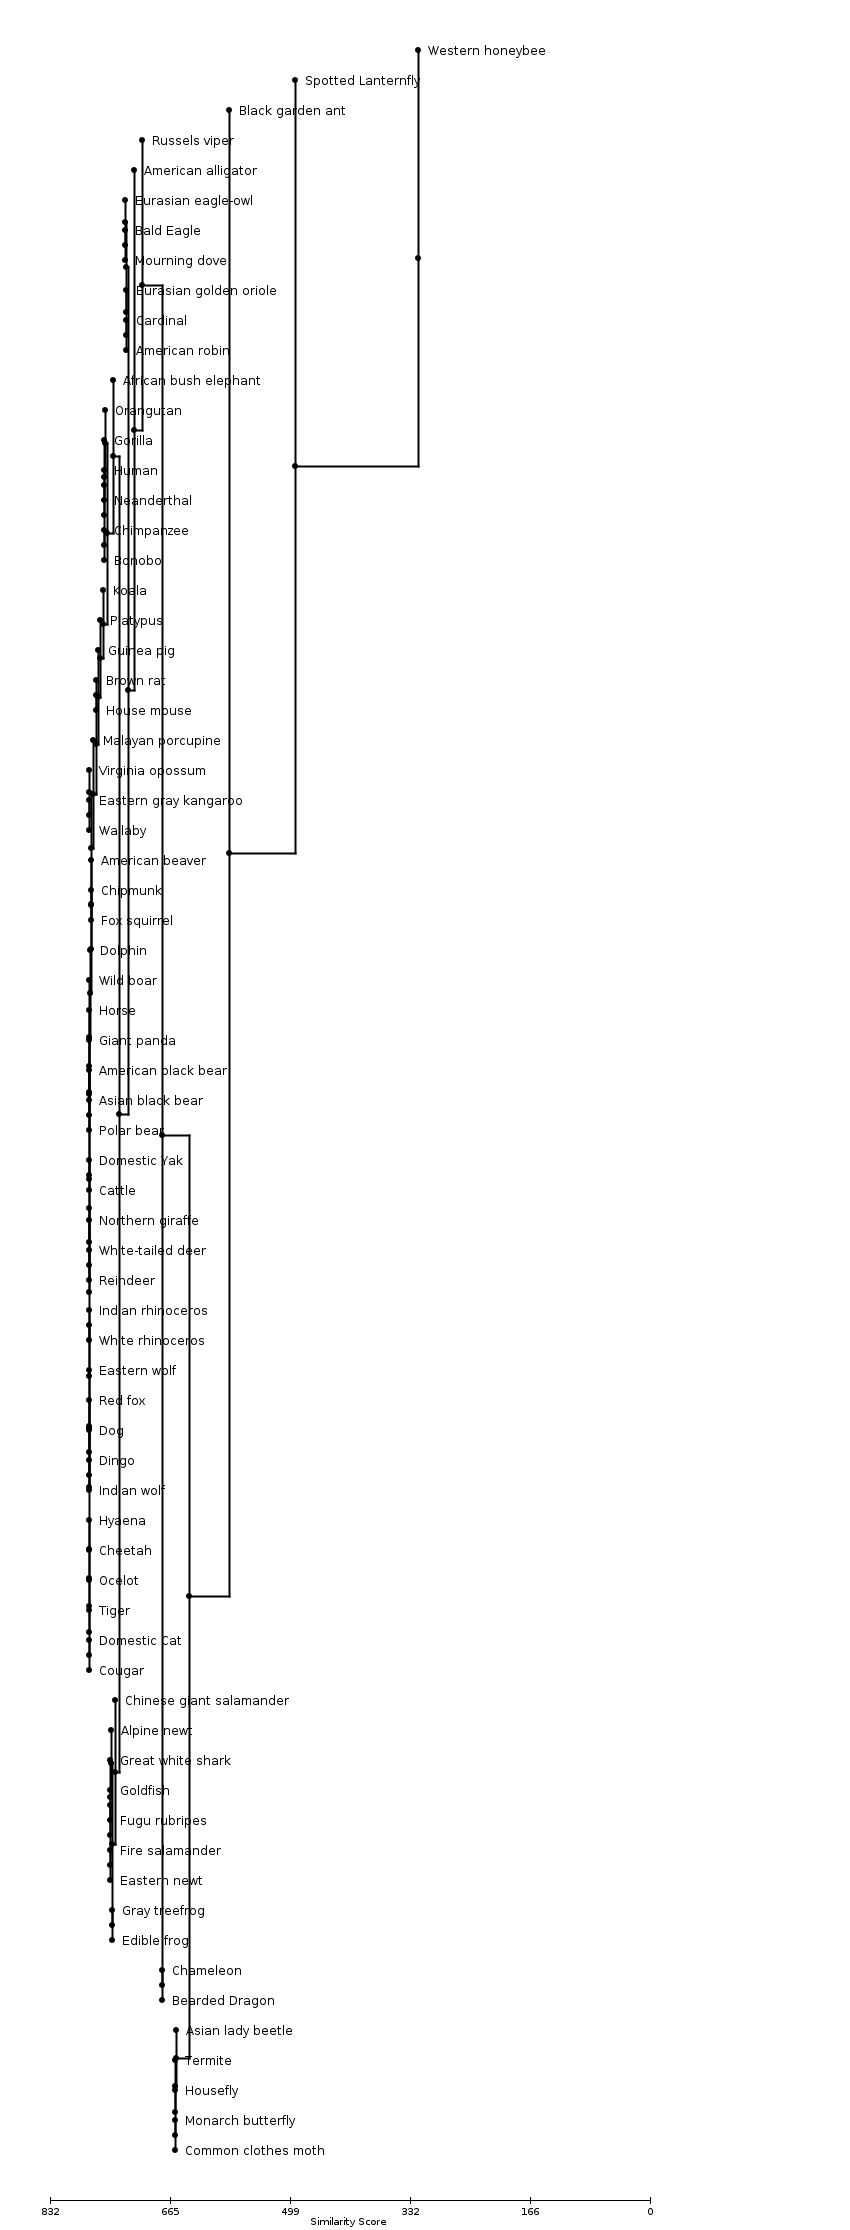 Western honeybee
Spotted Lanternfly
Black garden ant
Russels viper
American alligator
Eurasian eagle-owl
Bald Eagle
Mourning dove
Eurasian golden oriole
Cardinal
American robin
African bush elephant
Orangutan
Gorilla
Human
Neanderthal
Chimpanzee
Bonobo
Koala
Platypus
Guinea pig
Brown rat
House mouse
Malayan porcupine
Virginia opossum
Eastern gray kangaroo
Wallaby
American beaver
Chipmunk
Fox squirrel
Dolphin
Wild boar
Horse
Giant panda
American black bear
Asian black bear
Polar bear
Domestic Yak
Cattle
Northern giraffe
White-tailed deer
Reindeer
Indian rhinoceros
White rhinoceros
Eastern wolf
Red fox
Dog
Dingo
Indian wolf
Hyaena
Cheetah
Ocelot
Tiger
Domestic Cat
Cougar
Chinese giant salamander
Alpine newt
Great white shark
Goldfish
Fugu rubripes
Fire salamander
Eastern newt
Gray treefrog
Edible frog
Chameleon
Bearded Dragon
Asian lady beetle
Termite
Housefly
Monarch butterfly
Common clothes moth
832 665 499 332 166 0
Similarity Score